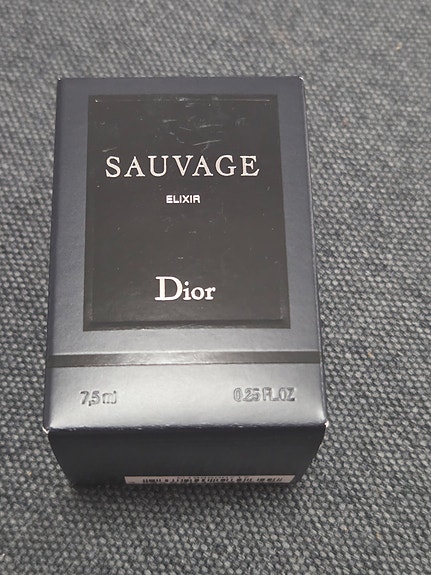 SAUVAGE
ELIXIR
Dior
7,5 ml 0.25 FL.OZ